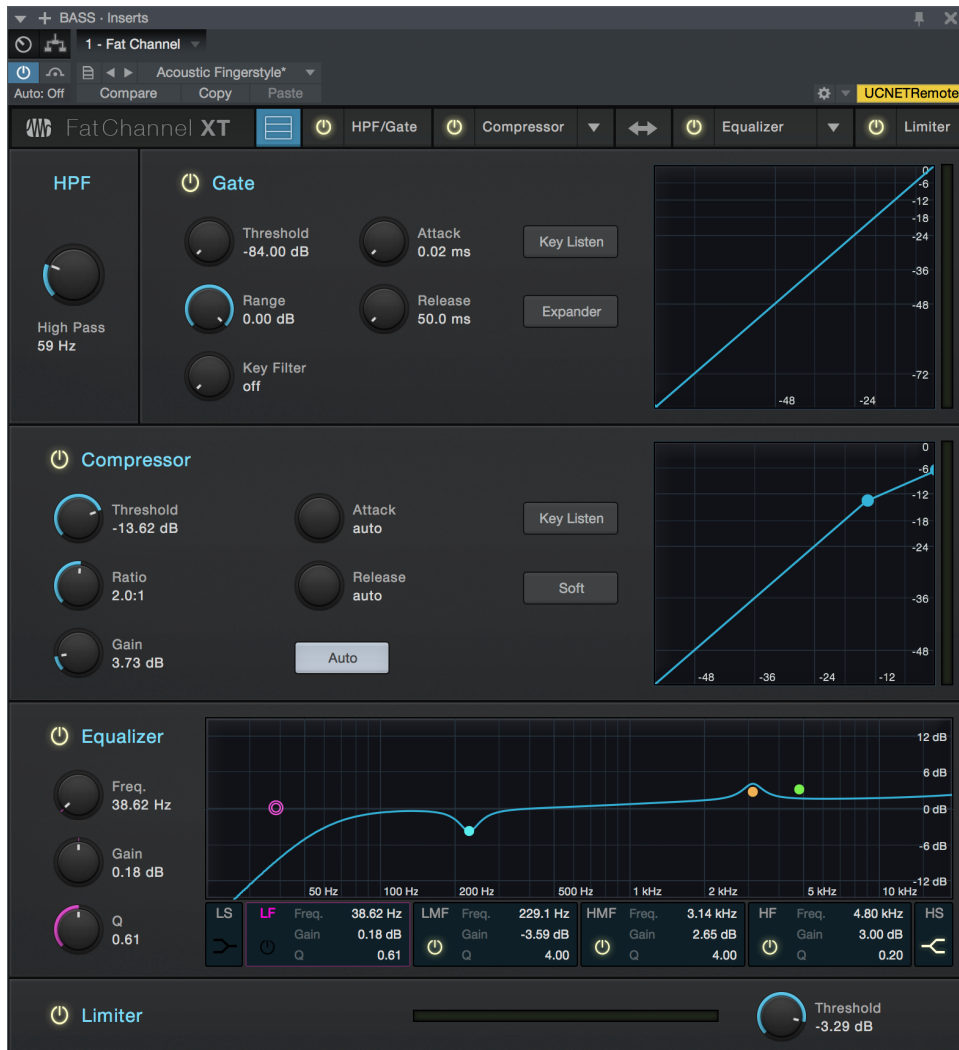 BASS · Inserts
1 - Fat Channel
Acoustic Fingerstyle*
Auto: Off Compare Copy Paste UCNETRemote
FatChannel XT HPF/Gate Compressor Equalizer Limiter
HPF
High Pass
59 Hz
Gate
Threshold
-84.00 dB
Attack
0.02 ms
Key Listen
Range
0.00 dB
Release
50.0 ms
Expander
Key Filter
off
0
-6
-12
-18
-24
-36
-48
-72
-48 -24
Compressor
Threshold
-13.62 dB
Attack
auto
Key Listen
Ratio
2.0:1
Release
auto
Soft
Gain
3.73 dB
Auto
0
-6
-12
-18
-24
-36
-48
-48 -36 -24 -12
Equalizer
Freq.
38.62 Hz
Gain
0.18 dB
Q
0.61
12 dB
6 dB
0 dB
-6 dB
-12 dB
50 Hz 100 Hz 200 Hz 500 Hz 1 kHz 2 kHz 5 kHz 10 kHz
LS
LF Freq. 38.62 Hz
Gain 0.18 dB
Q 0.61
LMF Freq. 229.1 Hz
Gain -3.59 dB
Q 4.00
HMF Freq. 3.14 kHz
Gain 2.65 dB
Q 4.00
HF Freq. 4.80 kHz
Gain 3.00 dB
Q 0.20
HS
Limiter
Threshold
-3.29 dB